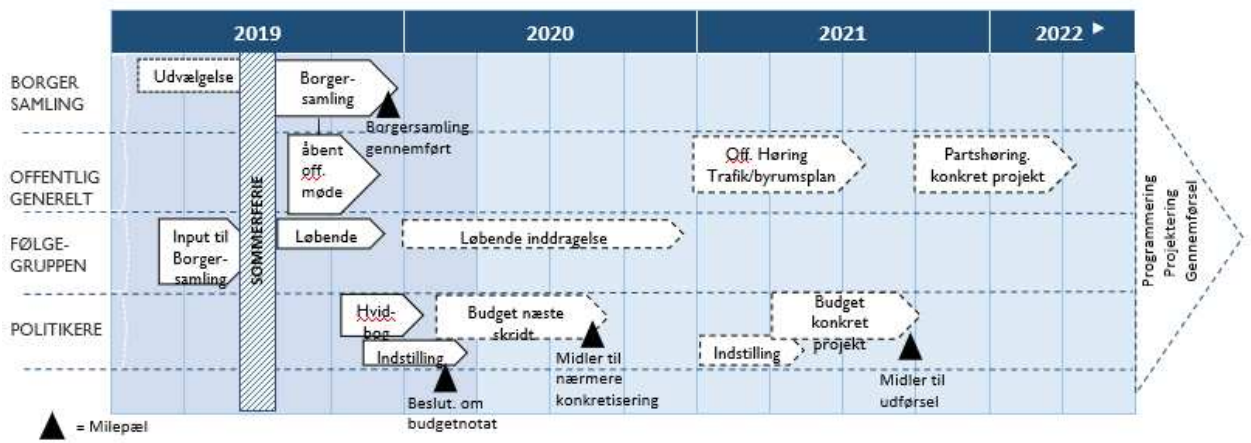 2019
2020
2021
2022
BORGER
SAMLING
Udvælgelse
Borger-
samling
Borgersamling
gennemført
OFFENTLIG
GENERELT
åbent
off.
møde
Off. Høring
Trafik/byrumsplan
Partshøring.
konkret projekt
FØLGE-
GRUPPEN
Input til
Borger-
samling
SOMMERFERIE
Løbende
Løbende inddragelse
POLITIKERE
Hvid-
bog
Indstilling
Beslut. om
budgetnotat
Budget næste
skridt
Midler til
nærmere
konkretisering
Indstilling
Budget
konkret
projekt
Midler til
udførsel
Programmering
Projektering
Gennemførsel
= Milepæl